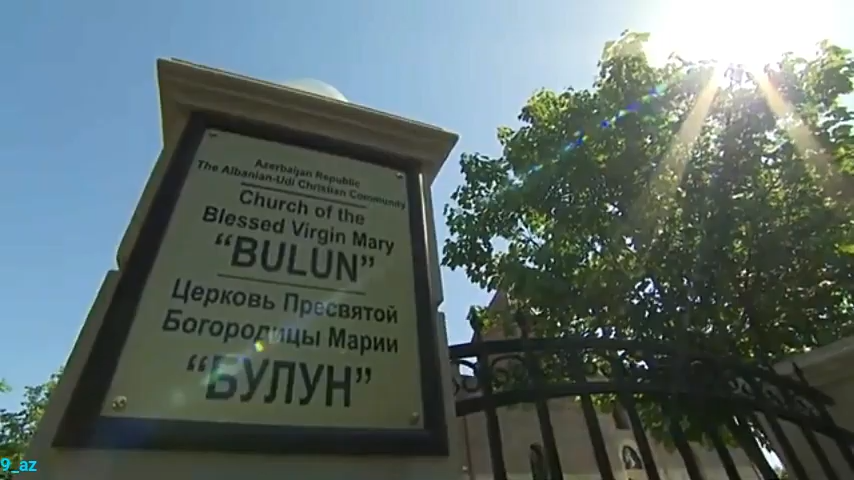 Azerbaijan Republic
The Albanian-Udi Christian Community
Church of the
Blessed Virgin Mary
“BULUN”
Церковь Пресвятой
Богородицы Марии
“БУЛУН”
9_az